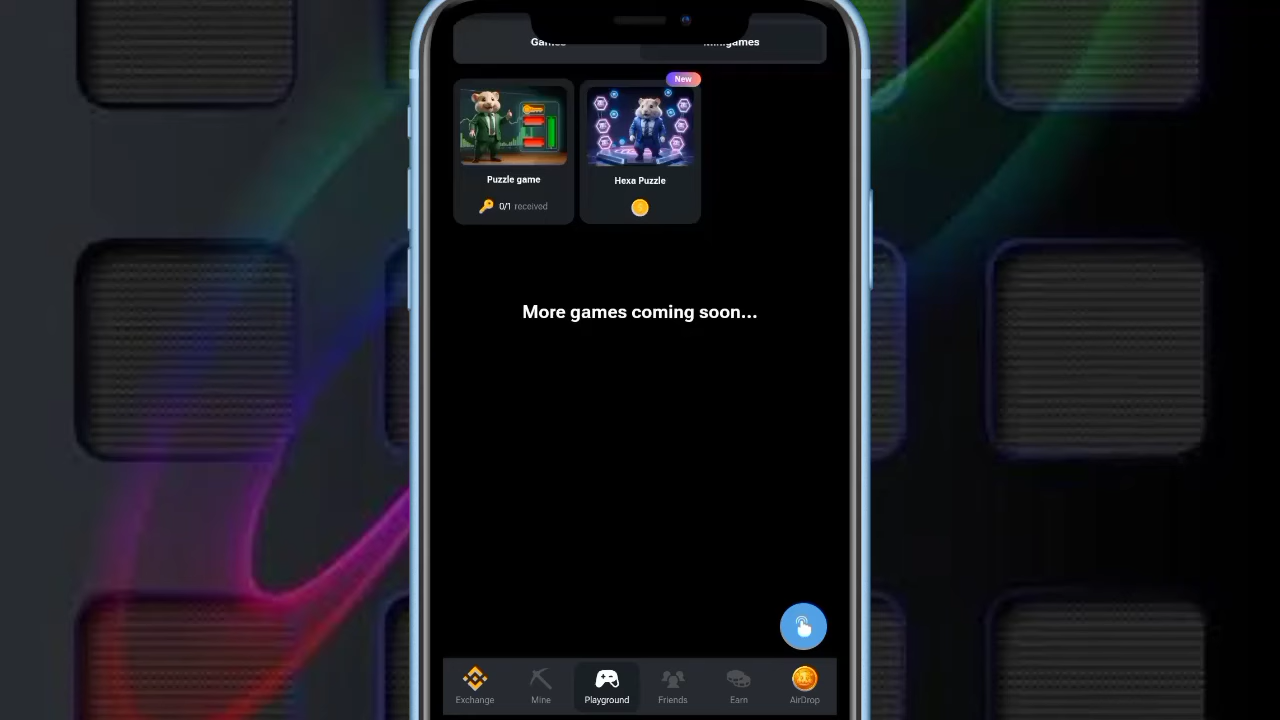 Games
Minigames
New
Puzzle game
0/1 received
Hexa Puzzle
More games coming soon...
Exchange
Mine
Playground
Friends
Earn
AirDrop